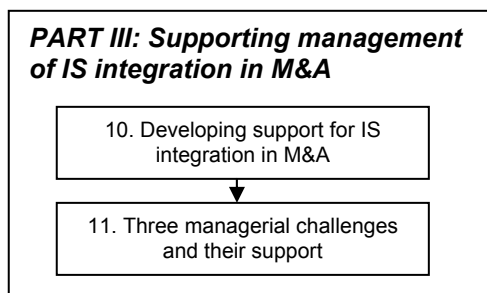 PART III: Supporting management
of IS integration in M&A
10. Developing support for IS
integration in M&A
11. Three managerial challenges
and their support